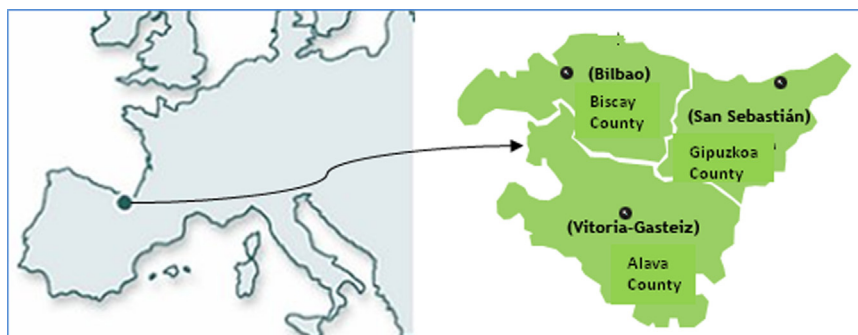 (Bilbao)
Biscay
County
(San Sebastián)
Gipuzkoa
County
(Vitoria-Gasteiz)
Alava
County